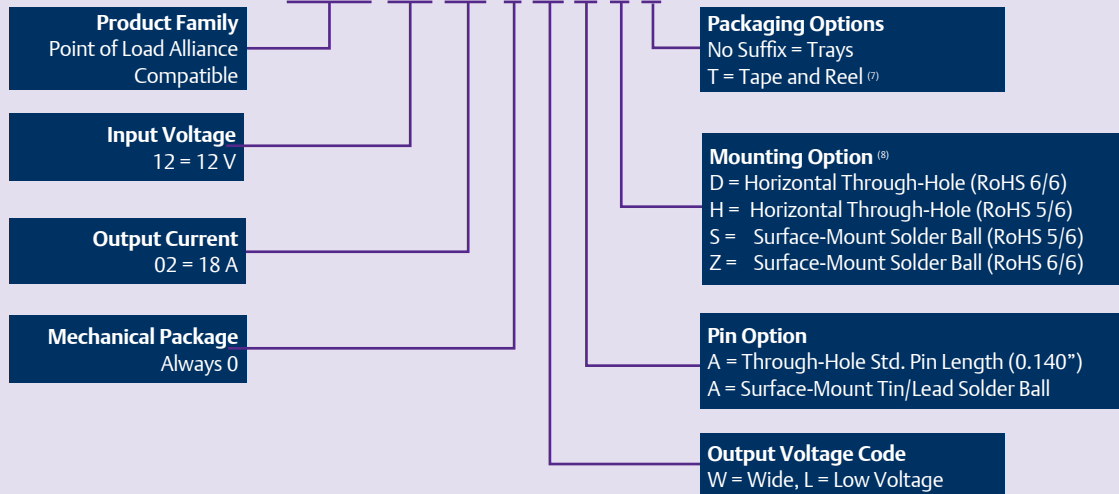 Product Family
Point of Load Alliance
Compatible
Input Voltage
12 = 12 V
Output Current
02 = 18 A
Mechanical Package
Always 0
Packaging Options
No Suffix = Trays
T = Tape and Reel (7)
Mounting Option (8)
D = Horizontal Through-Hole (RoHS 6/6)
H = Horizontal Through-Hole (RoHS 5/6)
S = Surface-Mount Solder Ball (RoHS 5/6)
Z = Surface-Mount Solder Ball (RoHS 6/6)
Pin Option
A = Through-Hole Std. Pin Length (0.140”)
A = Surface-Mount Tin/Lead Solder Ball
Output Voltage Code
W = Wide, L = Low Voltage